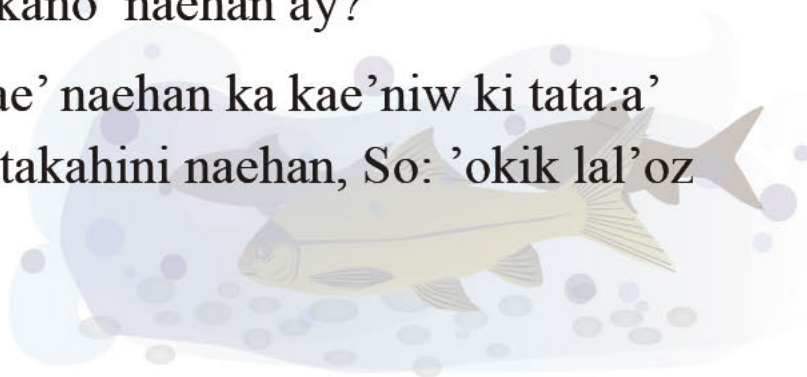 kano’ naehan ay?
ae’ naehan ka kae’niw ki tata:a’
takahini naehan, So: ’okik lal’oz